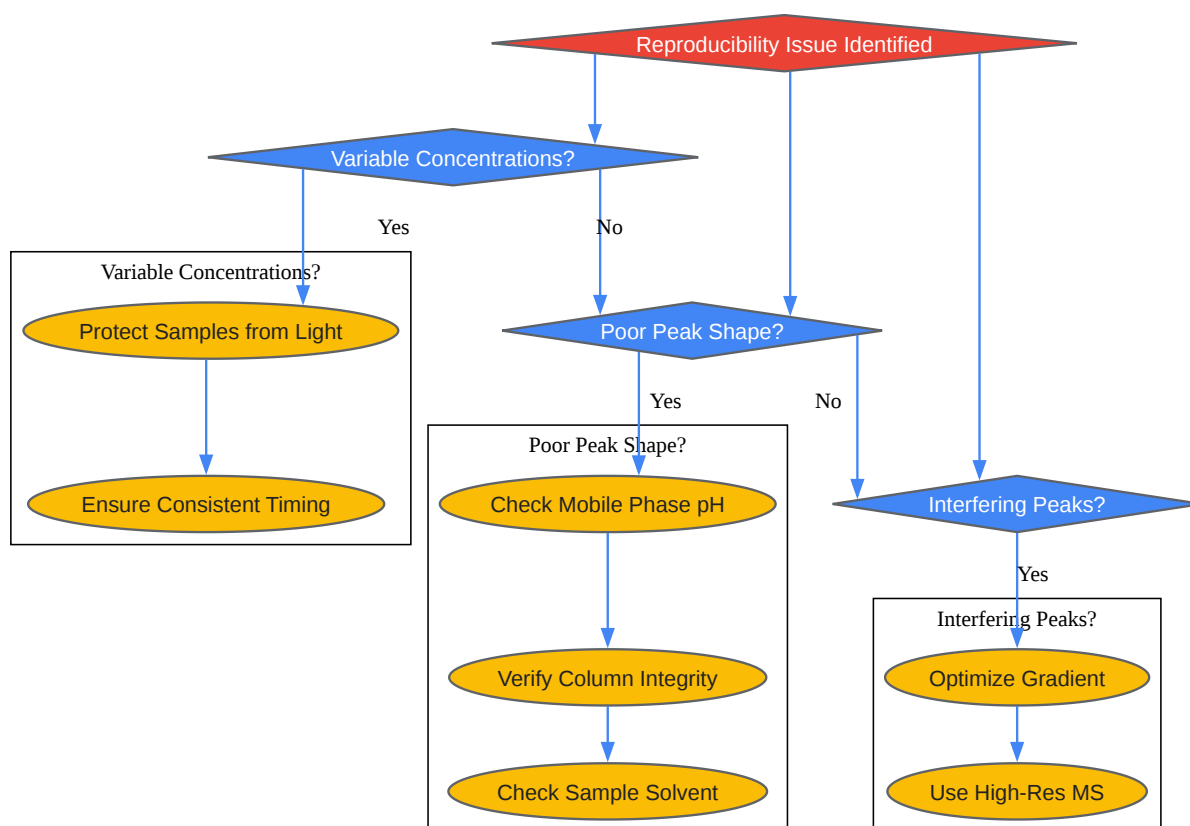 Reproducibility Issue Identified
Variable Concentrations?
Yes
No
Variable Concentrations?
Protect Samples from Light
Poor Peak Shape?
Yes
No
Poor Peak Shape?
Ensure Consistent Timing
Check Mobile Phase pH
Interfering Peaks?
Yes
Interfering Peaks?
Verify Column Integrity
Optimize Gradient
Check Sample Solvent
Use High-Res MS